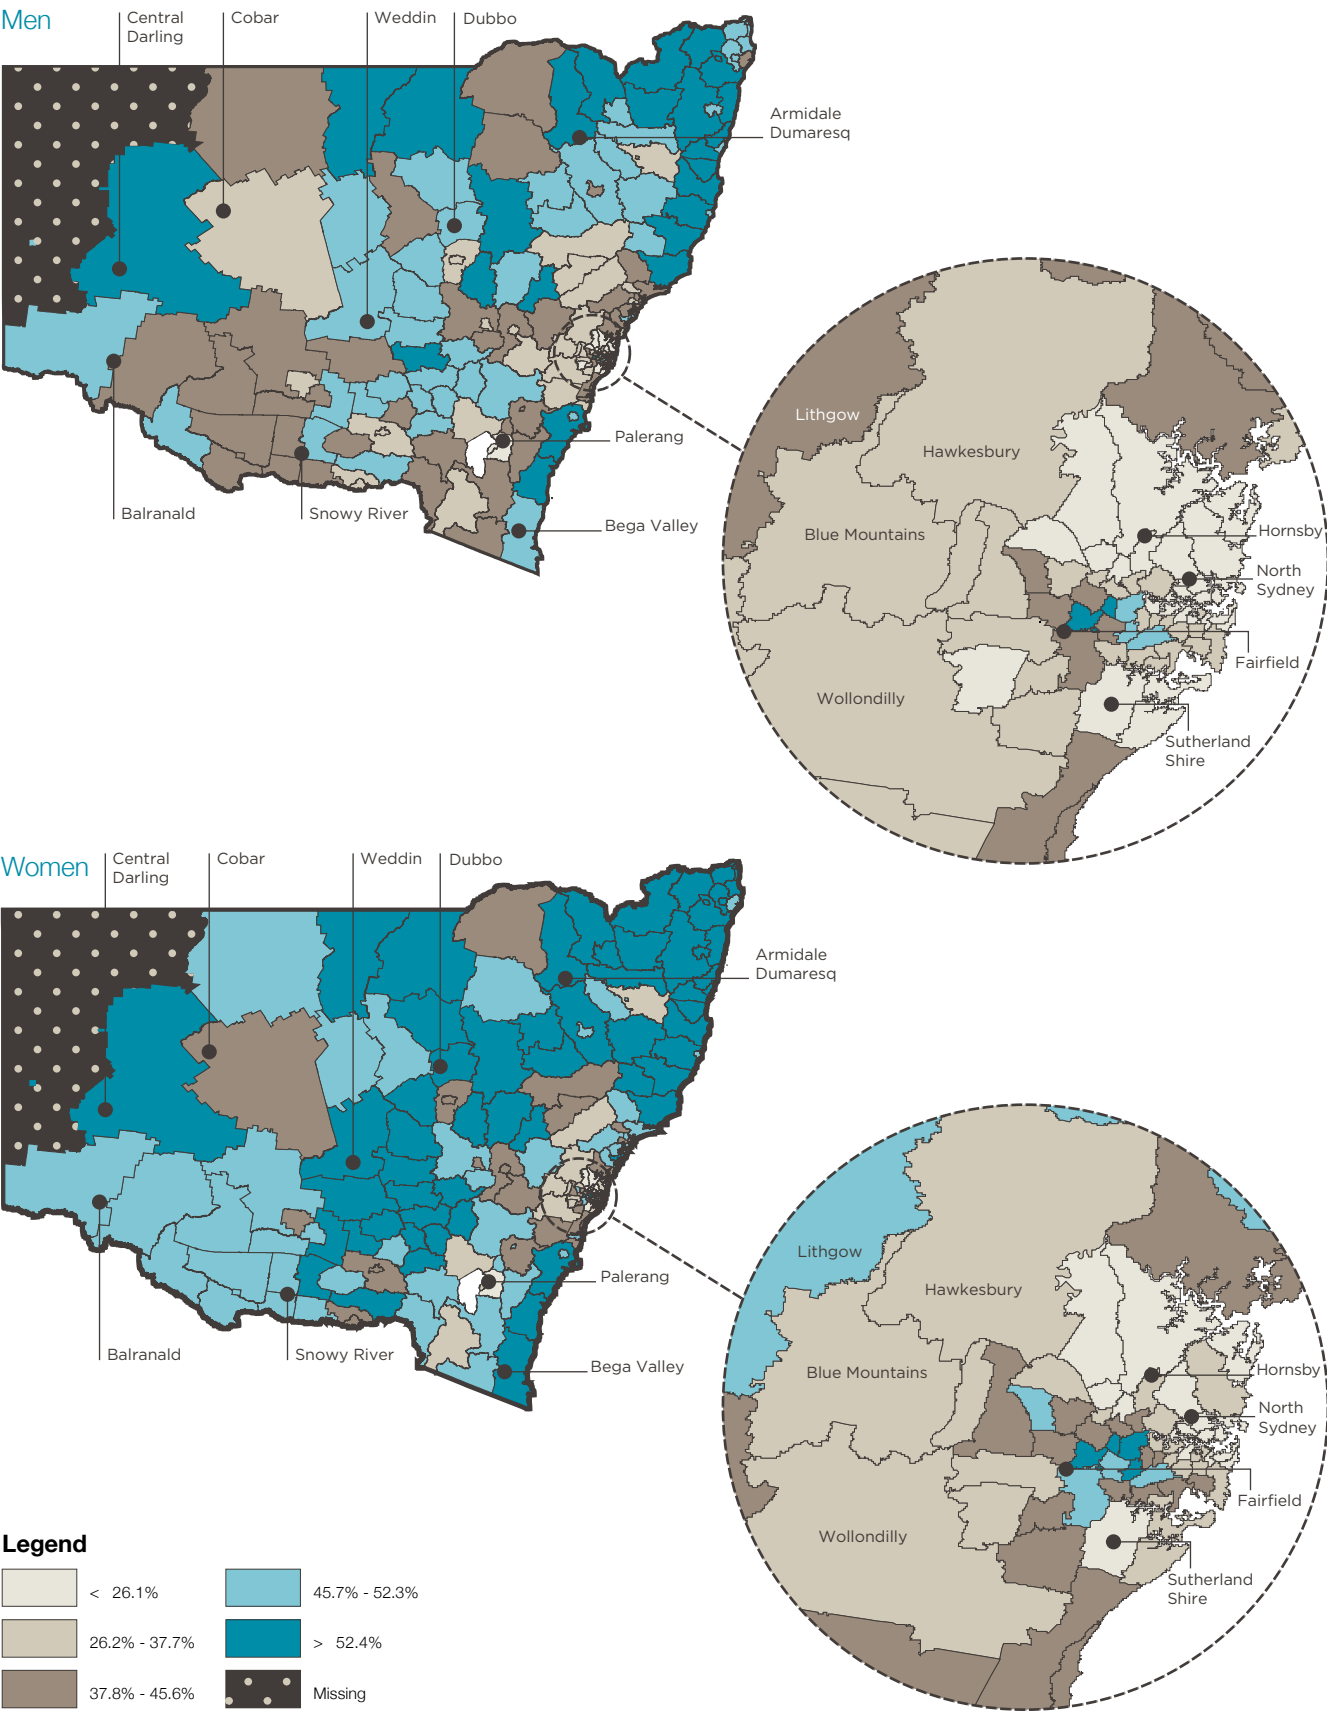 Men
Central
Darling
Cobar
Weddin
Dubbo
Armidale
Dumaresq
Palerang
Balranald
Snowy River
Bega Valley
Lithgow
Hawkesbury
Blue Mountains
Hornsby
North
Sydney
Fairfield
Wollondilly
Sutherland
Shire
Women
Central
Darling
Cobar
Weddin
Dubbo
Armidale
Dumaresq
Palerang
Balranald
Snowy River
Bega Valley
Lithgow
Hawkesbury
Blue Mountains
Hornsby
North
Sydney
Fairfield
Wollondilly
Sutherland
Shire
Legend
< 26.1%
45.7% - 52.3%
26.2% - 37.7%
> 52.4%
37.8% - 45.6%
Missing